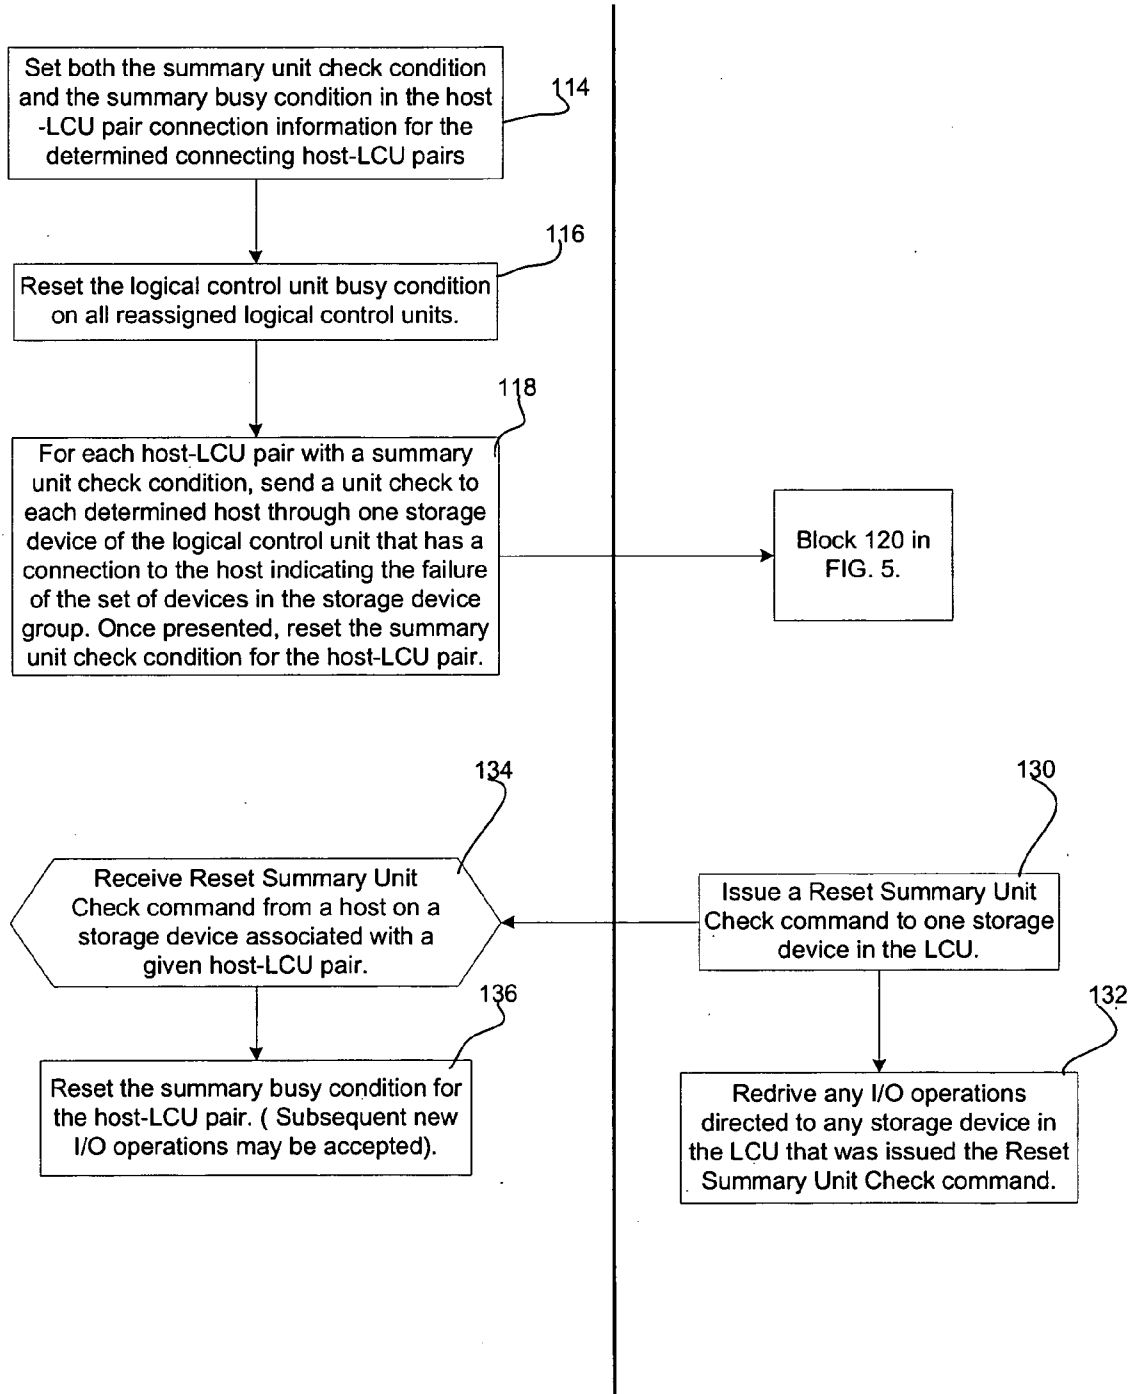 Set both the summary unit check condition
and the summary busy condition in the host
-LCU pair connection information for the
determined connecting host-LCU pairs
114
116
Reset the logical control unit busy condition
on all reassigned logical control units.
118
For each host-LCU pair with a summary
unit check condition, send a unit check to
each determined host through one storage
device of the logical control unit that has a
connection to the host indicating the failure
of the set of devices in the storage device
group. Once presented, reset the summary
unit check condition for the host-LCU pair.
Block 120 in
FIG. 5.
134
Receive Reset Summary Unit
Check command from a host on a
storage device associated with a
given host-LCU pair.
130
Issue a Reset Summary Unit
Check command to one storage
device in the LCU.
136
Reset the summary busy condition for
the host-LCU pair. ( Subsequent new
I/O operations may be accepted).
132
Redrive any I/O operations
directed to any storage device in
the LCU that was issued the Reset
Summary Unit Check command.